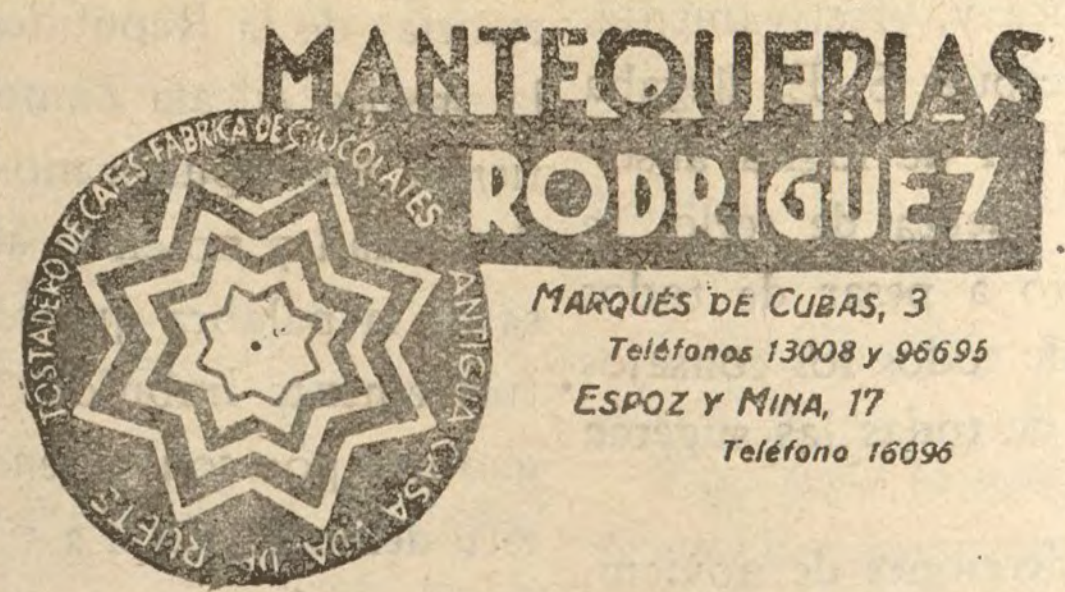 MANTEQUERIAS
RODRIGUEZ
TOSTADERO DE CAFES-FABRICA DE CHOCOLATES
ANTIGUA CASA VDA. DE RUETE
MARQUÉS DE CUBAS, 3
Teléfonos 13008 y 96695
ESPOZ Y MINA, 17
Teléfono 16096